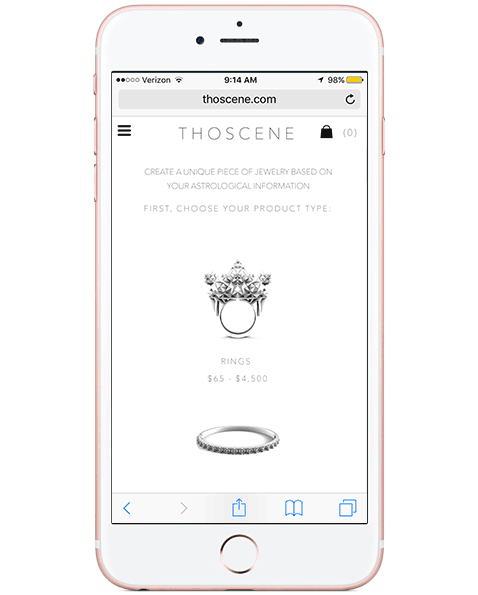 ●●○○○ Verizon 9:14 AM 98%
thoscene.com
THOSCENE (0)
CREATE A UNIQUE PIECE OF JEWELRY BASED ON
YOUR ASTROLOGICAL INFORMATION
FIRST, CHOOSE YOUR PRODUCT TYPE:
RINGS
$65 - $4,500